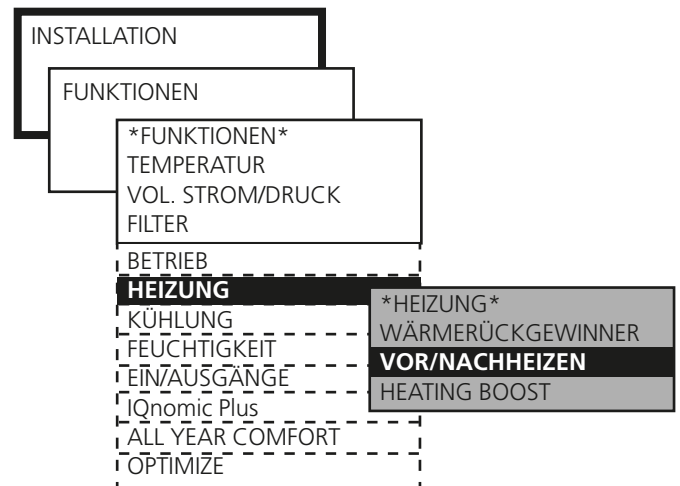 INSTALLATION
FUNKTIONEN
*FUNKTIONEN*
TEMPERATUR
VOL. STROM/DRUCK
FILTER
BETRIEB
HEIZUNG
KÜHLUNG
FEUCHTIGKEIT
EIN/AUSGÄNGE
IQnomic Plus
ALL YEAR COMFORT
OPTIMIZE
*HEIZUNG*
WÄRMERÜCKGEWINNER
VOR/NACHHEIZEN
HEATING BOOST